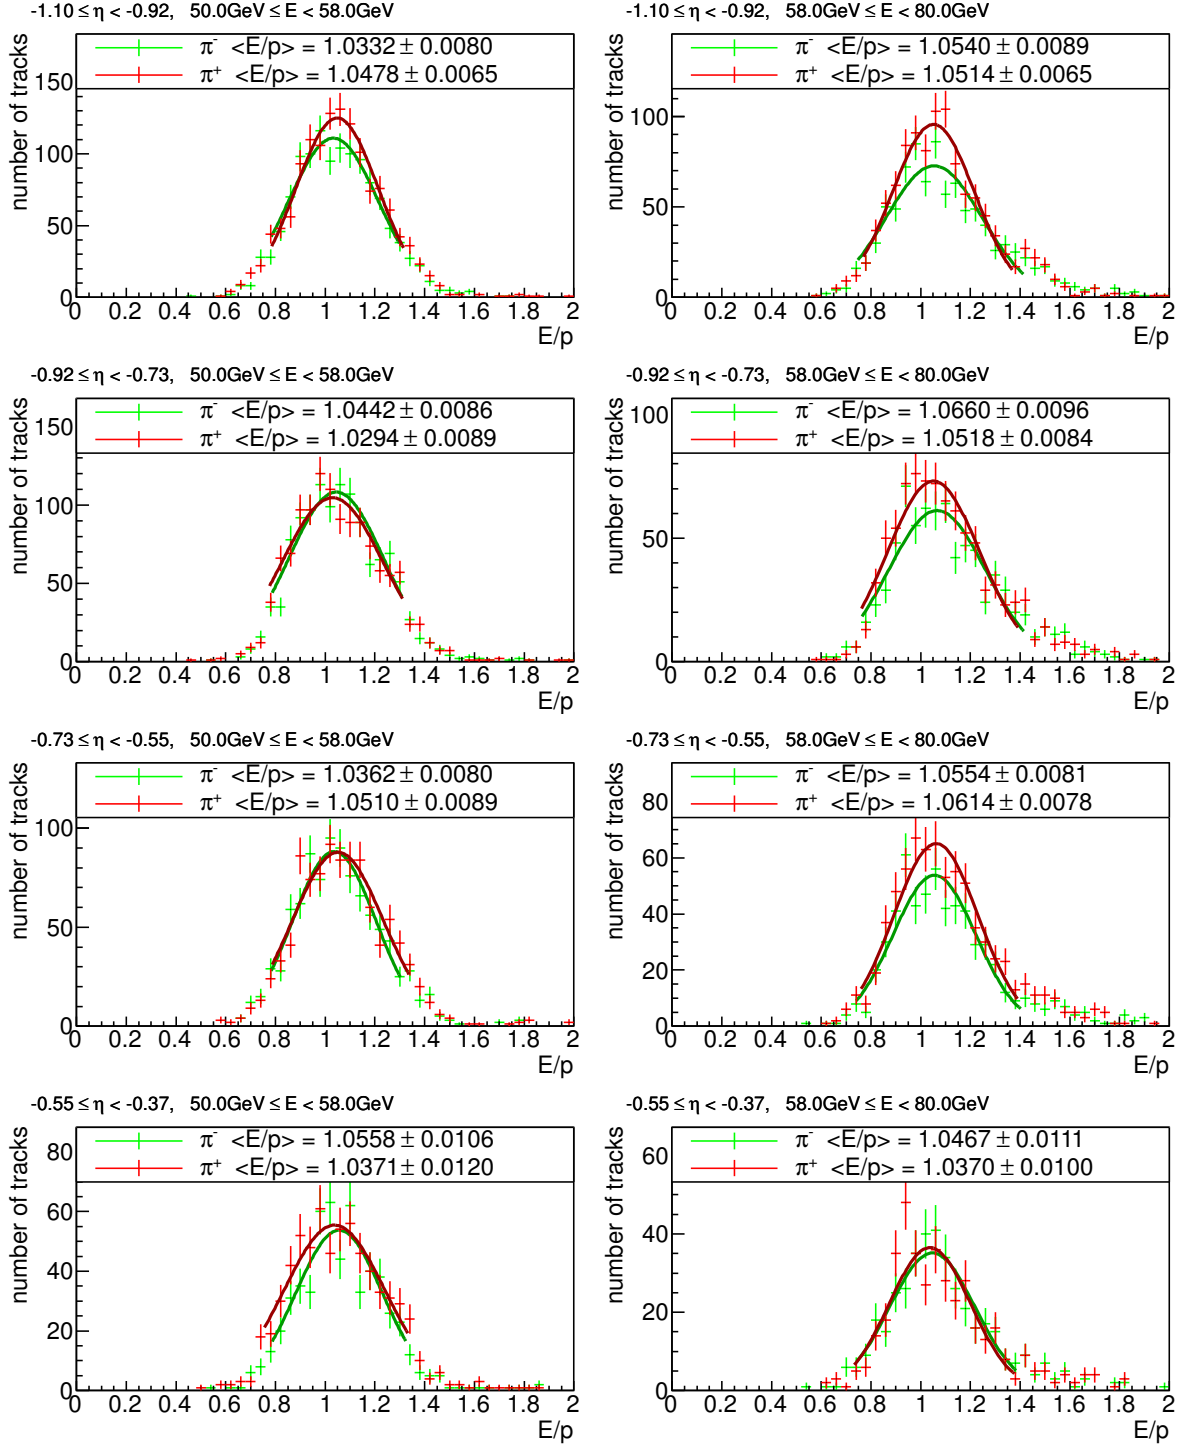 -1.10 ≤ η < -0.92, 50.0GeV ≤ E < 58.0GeV
number of tracks
π⁻ <E/p> = 1.0332 ± 0.0080
π⁺ <E/p> = 1.0478 ± 0.0065
150
100
50
0
0 0.2 0.4 0.6 0.8 1 1.2 1.4 1.6 1.8 2
E/p
-1.10 ≤ η < -0.92, 58.0GeV ≤ E < 80.0GeV
number of tracks
π⁻ <E/p> = 1.0540 ± 0.0089
π⁺ <E/p> = 1.0514 ± 0.0065
100
50
0
0 0.2 0.4 0.6 0.8 1 1.2 1.4 1.6 1.8 2
E/p
-0.92 ≤ η < -0.73, 50.0GeV ≤ E < 58.0GeV
number of tracks
π⁻ <E/p> = 1.0442 ± 0.0086
π⁺ <E/p> = 1.0294 ± 0.0089
150
100
50
0
0 0.2 0.4 0.6 0.8 1 1.2 1.4 1.6 1.8 2
E/p
-0.92 ≤ η < -0.73, 58.0GeV ≤ E < 80.0GeV
number of tracks
π⁻ <E/p> = 1.0660 ± 0.0096
π⁺ <E/p> = 1.0518 ± 0.0084
100
50
0
0 0.2 0.4 0.6 0.8 1 1.2 1.4 1.6 1.8 2
E/p
-0.73 ≤ η < -0.55, 50.0GeV ≤ E < 58.0GeV
number of tracks
π⁻ <E/p> = 1.0362 ± 0.0080
π⁺ <E/p> = 1.0510 ± 0.0089
100
50
0
0 0.2 0.4 0.6 0.8 1 1.2 1.4 1.6 1.8 2
E/p
-0.73 ≤ η < -0.55, 58.0GeV ≤ E < 80.0GeV
number of tracks
π⁻ <E/p> = 1.0554 ± 0.0081
π⁺ <E/p> = 1.0614 ± 0.0078
80
60
40
20
0
0 0.2 0.4 0.6 0.8 1 1.2 1.4 1.6 1.8 2
E/p
-0.55 ≤ η < -0.37, 50.0GeV ≤ E < 58.0GeV
number of tracks
π⁻ <E/p> = 1.0558 ± 0.0106
π⁺ <E/p> = 1.0371 ± 0.0120
80
60
40
20
0
0 0.2 0.4 0.6 0.8 1 1.2 1.4 1.6 1.8 2
E/p
-0.55 ≤ η < -0.37, 58.0GeV ≤ E < 80.0GeV
number of tracks
π⁻ <E/p> = 1.0467 ± 0.0111
π⁺ <E/p> = 1.0370 ± 0.0100
60
40
20
0
0 0.2 0.4 0.6 0.8 1 1.2 1.4 1.6 1.8 2
E/p